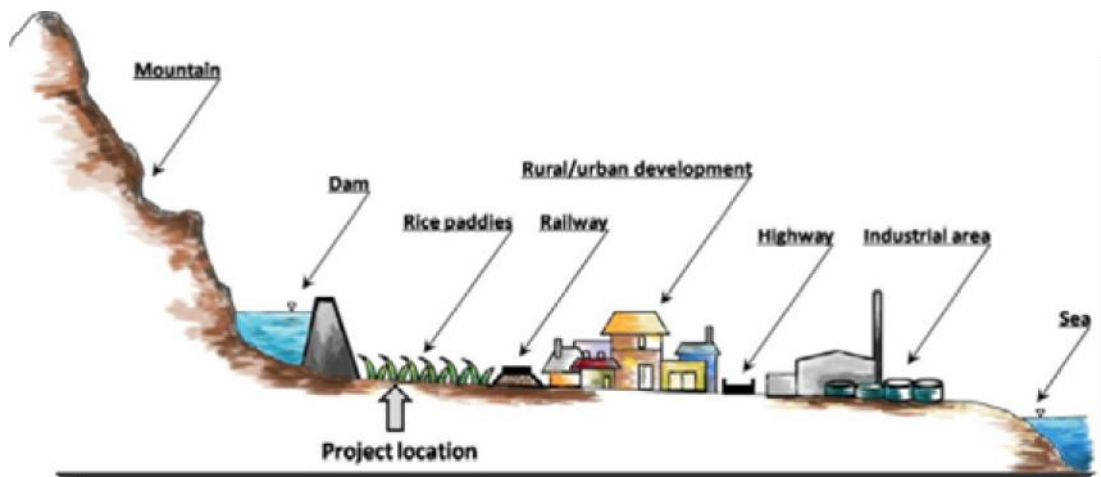 Mountain
Dam
Rural/urban development
Rice paddies
Railway
Highway
Industrial area
Sea
Project location